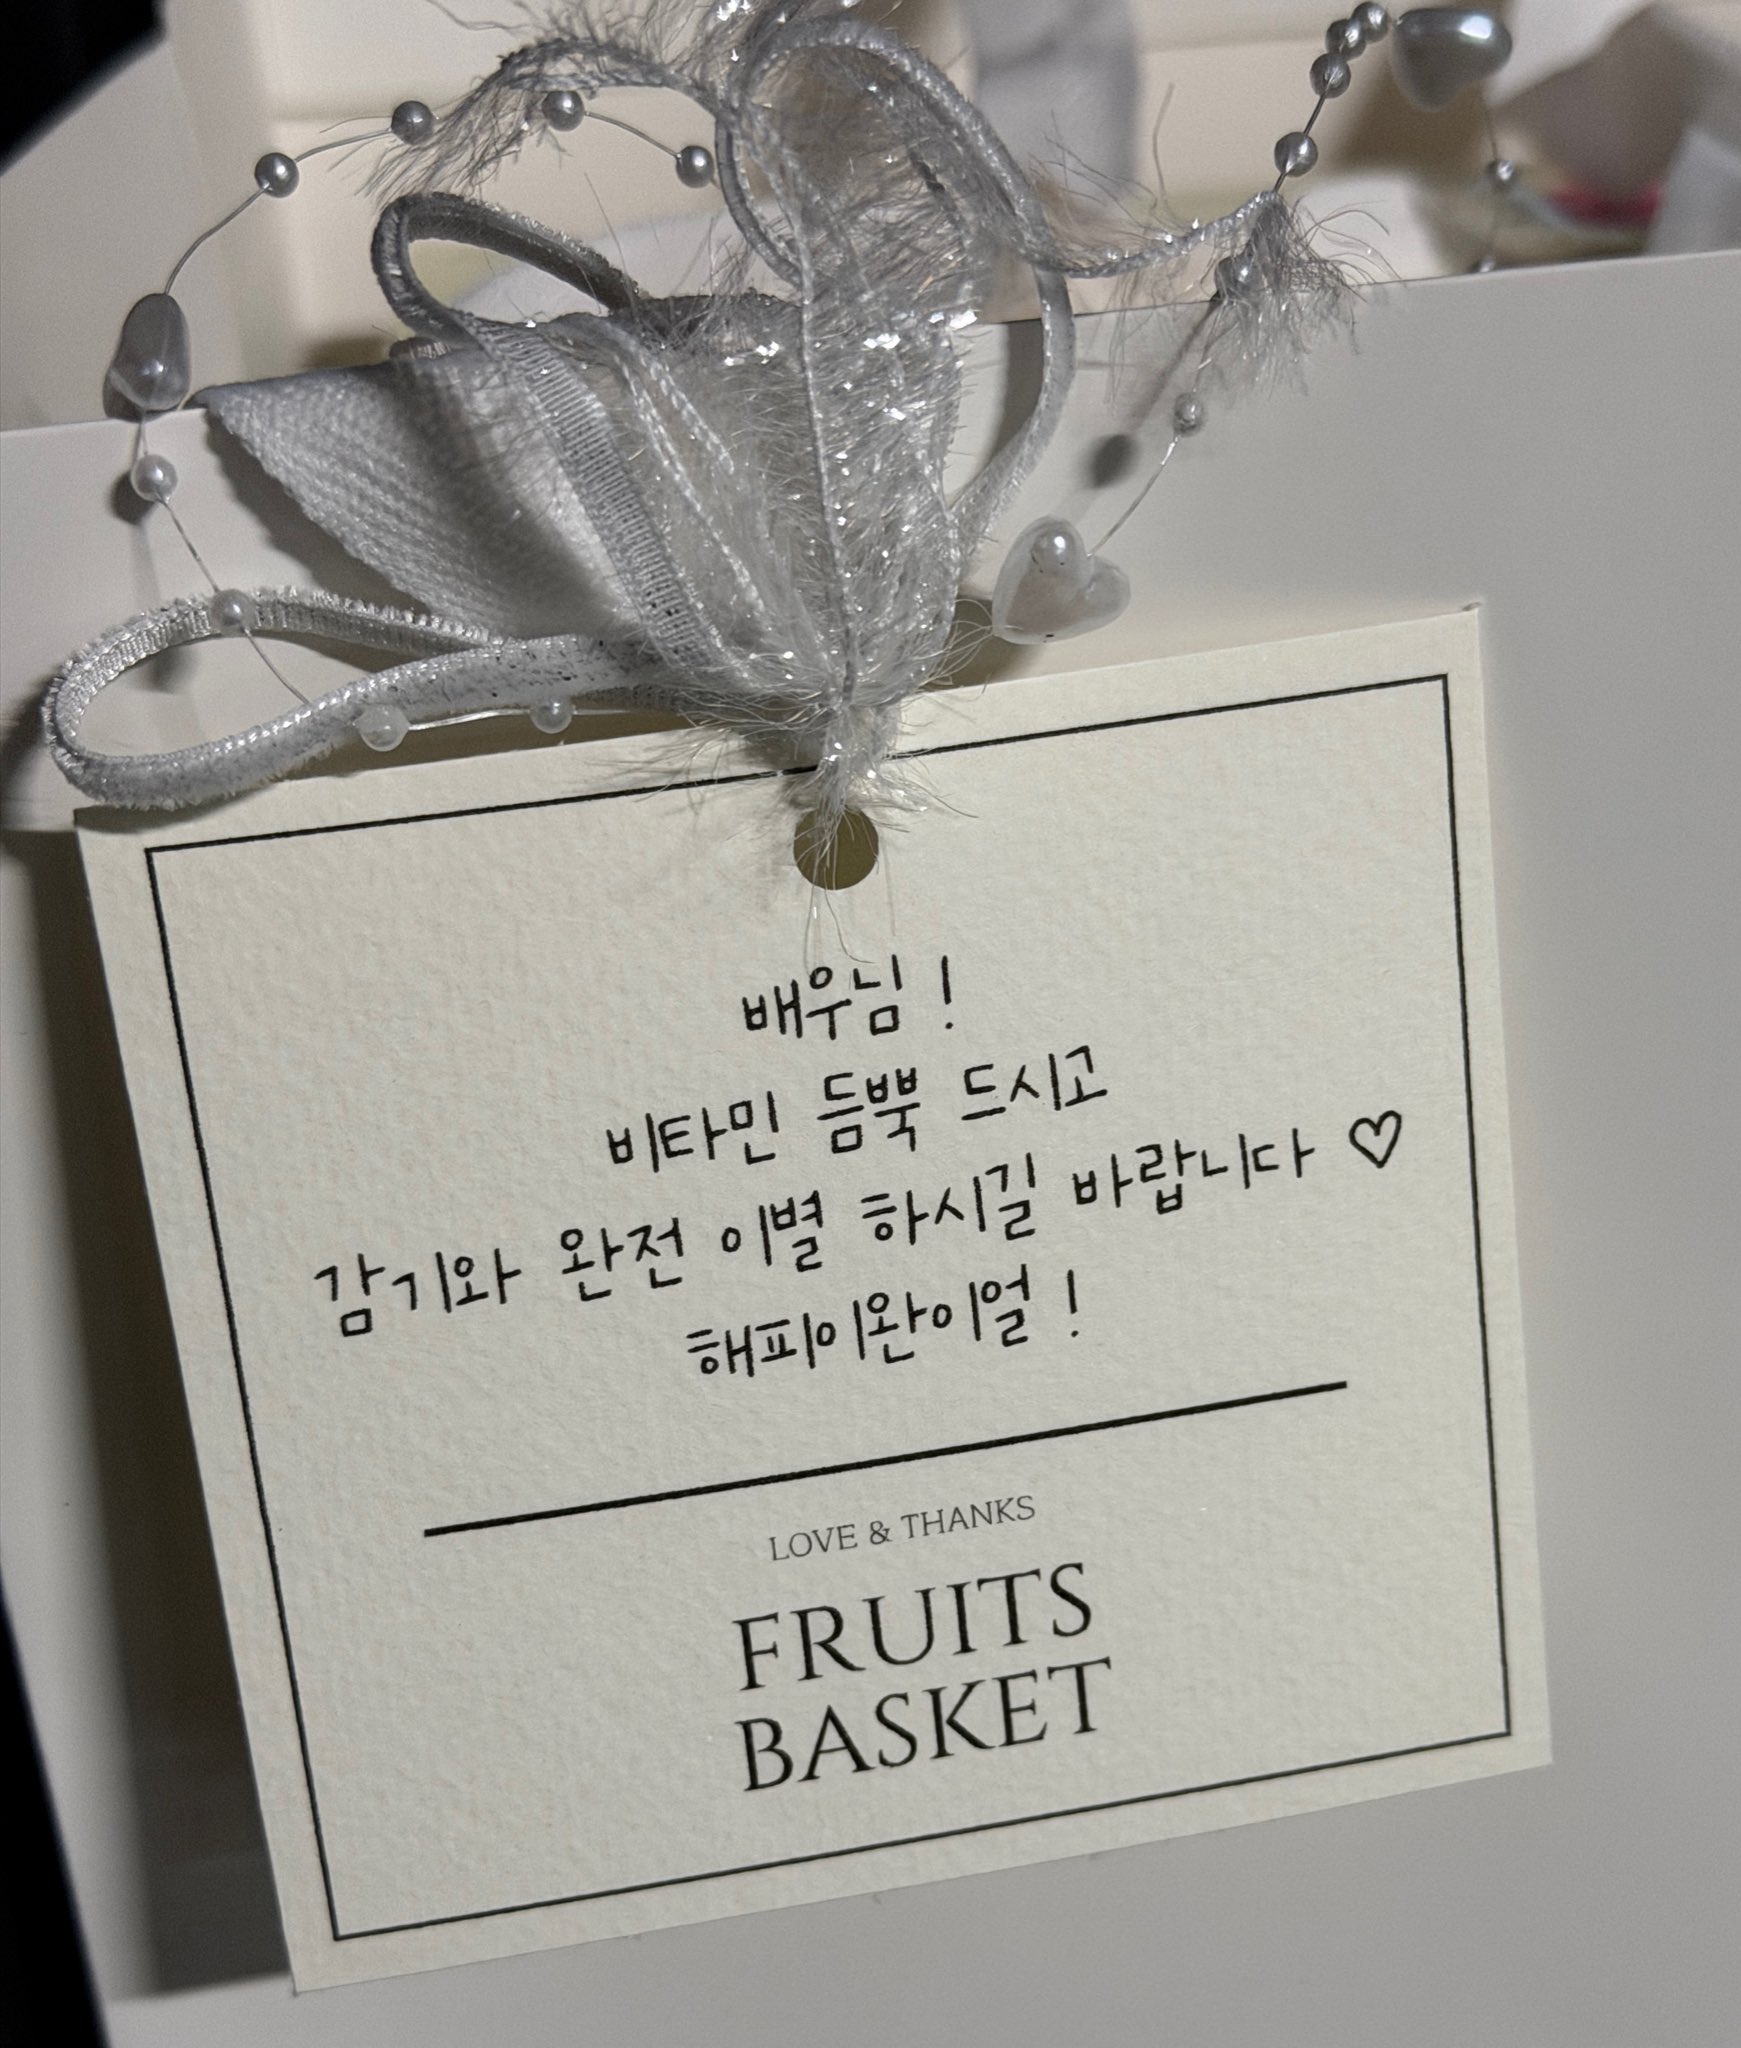 배우님!
비타민 듬뿍 드시고
감기와 완전 이별 하시길 바랍니다 ♡
해피이완이얼!
LOVE & THANKS
FRUITS
BASKET